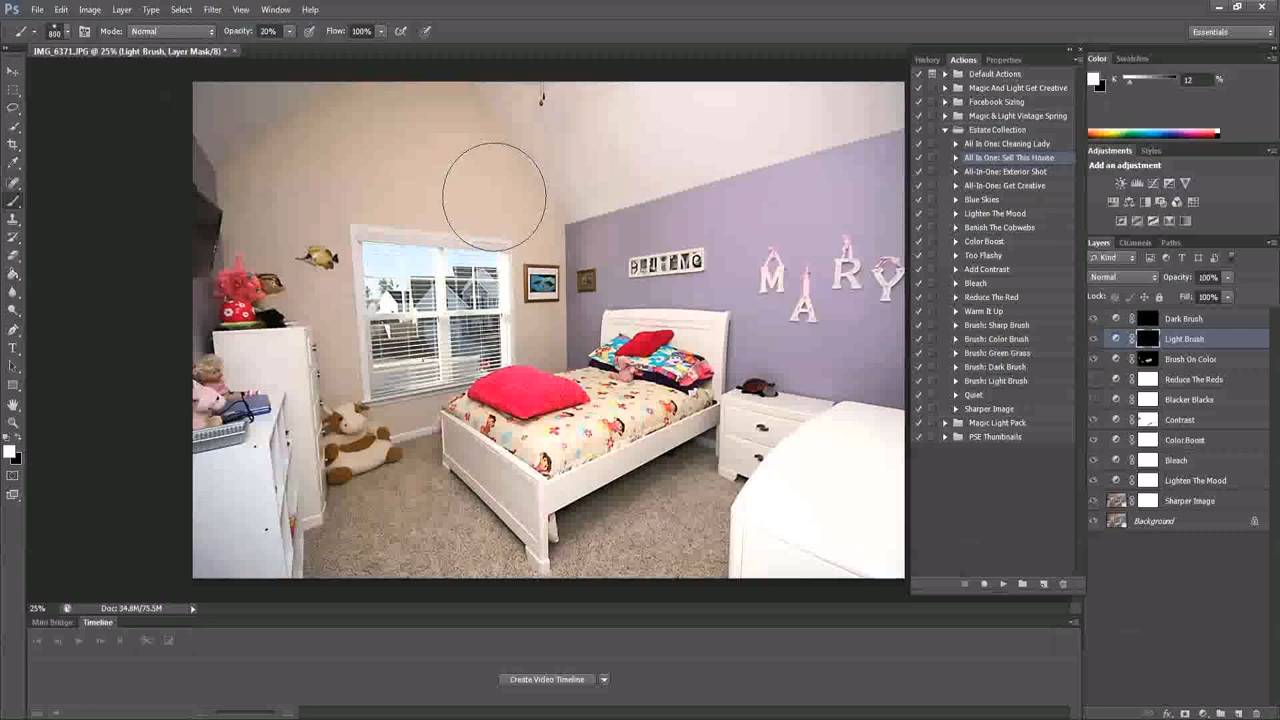 Ps File Edit Image Layer Type Select Filter View Window Help
800 Mode: Normal Opacity: 20% Flow: 100% Essentials
IMG_6371.JPG @ 25% (Light Brush, Layer Mask/8) * ×
History Actions Properties
Default Actions
Magic And Light Get Creative
Facebook Sizing
Magic & Light Vintage Spring
Estate Collection
All In One: Cleaning Lady
All In One: Sell This House
All-In-One: Exterior Shot
All-In-One: Get Creative
Blue Skies
Lighten The Mood
Banish The Cobwebs
Color Boost
Too Flashy
Add Contrast
Bleach
Reduce The Red
Warm It Up
Brush: Sharp Brush
Brush: Color Brush
Brush: Green Grass
Brush: Dark Brush
Brush: Light Brush
Quiet
Sharper Image
Magic Light Pack
PSE Thumbnails
Color Swatches
K 12 %
Adjustments Styles
Add an adjustment
Layers Channels Paths
Kind
Normal Opacity: 100%
Lock: Fill: 100%
Dark Brush
Light Brush
Brush On Color
Reduce The Reds
Blacker Blacks
Contrast
Color Boost
Bleach
Lighten The Mood
Sharper Image
Background
M A R Y
25% Doc: 34.8M/75.5M
Mini Bridge Timeline
Create Video Timeline